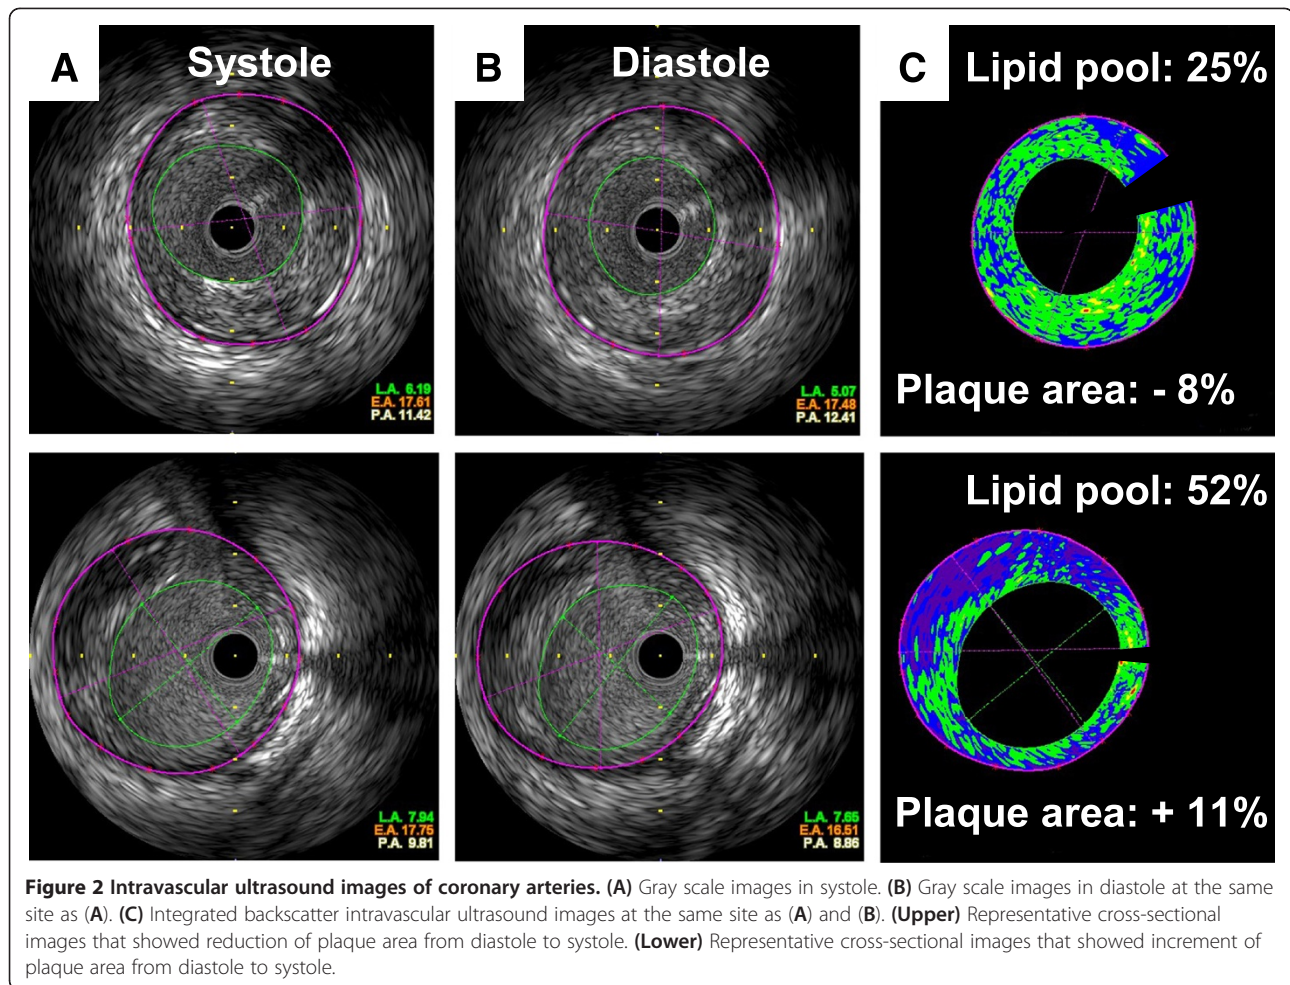 A
Systole
L.A. 6.19
E.A. 17.61
P.A. 11.42
B
Diastole
L.A. 5.07
E.A. 17.48
P.A. 12.41
C
Lipid pool: 25%
Plaque area: - 8%
L.A. 7.94
E.A. 17.75
P.A. 9.81
L.A. 7.65
E.A. 16.51
P.A. 8.86
Lipid pool: 52%
Plaque area: + 11%
Figure 2 Intravascular ultrasound images of coronary arteries. (A) Gray scale images in systole. (B) Gray scale images in diastole at the same
site as (A). (C) Integrated backscatter intravascular ultrasound images at the same site as (A) and (B). (Upper) Representative cross-sectional
images that showed reduction of plaque area from diastole to systole. (Lower) Representative cross-sectional images that showed increment of
plaque area from diastole to systole.